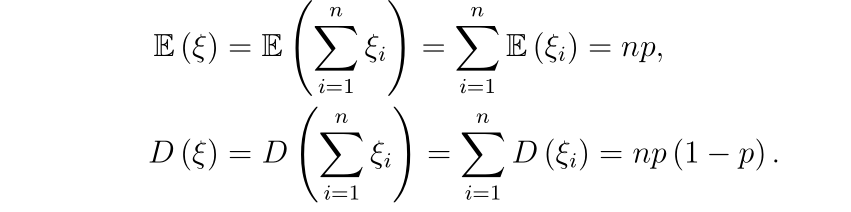 𝔼 (ξ) = 𝔼 (∑_{i=1}^{n} ξ_i) = ∑_{i=1}^{n} 𝔼 (ξ_i) = np,
D (ξ) = D (∑_{i=1}^{n} ξ_i) = ∑_{i=1}^{n} D (ξ_i) = np (1 − p) .